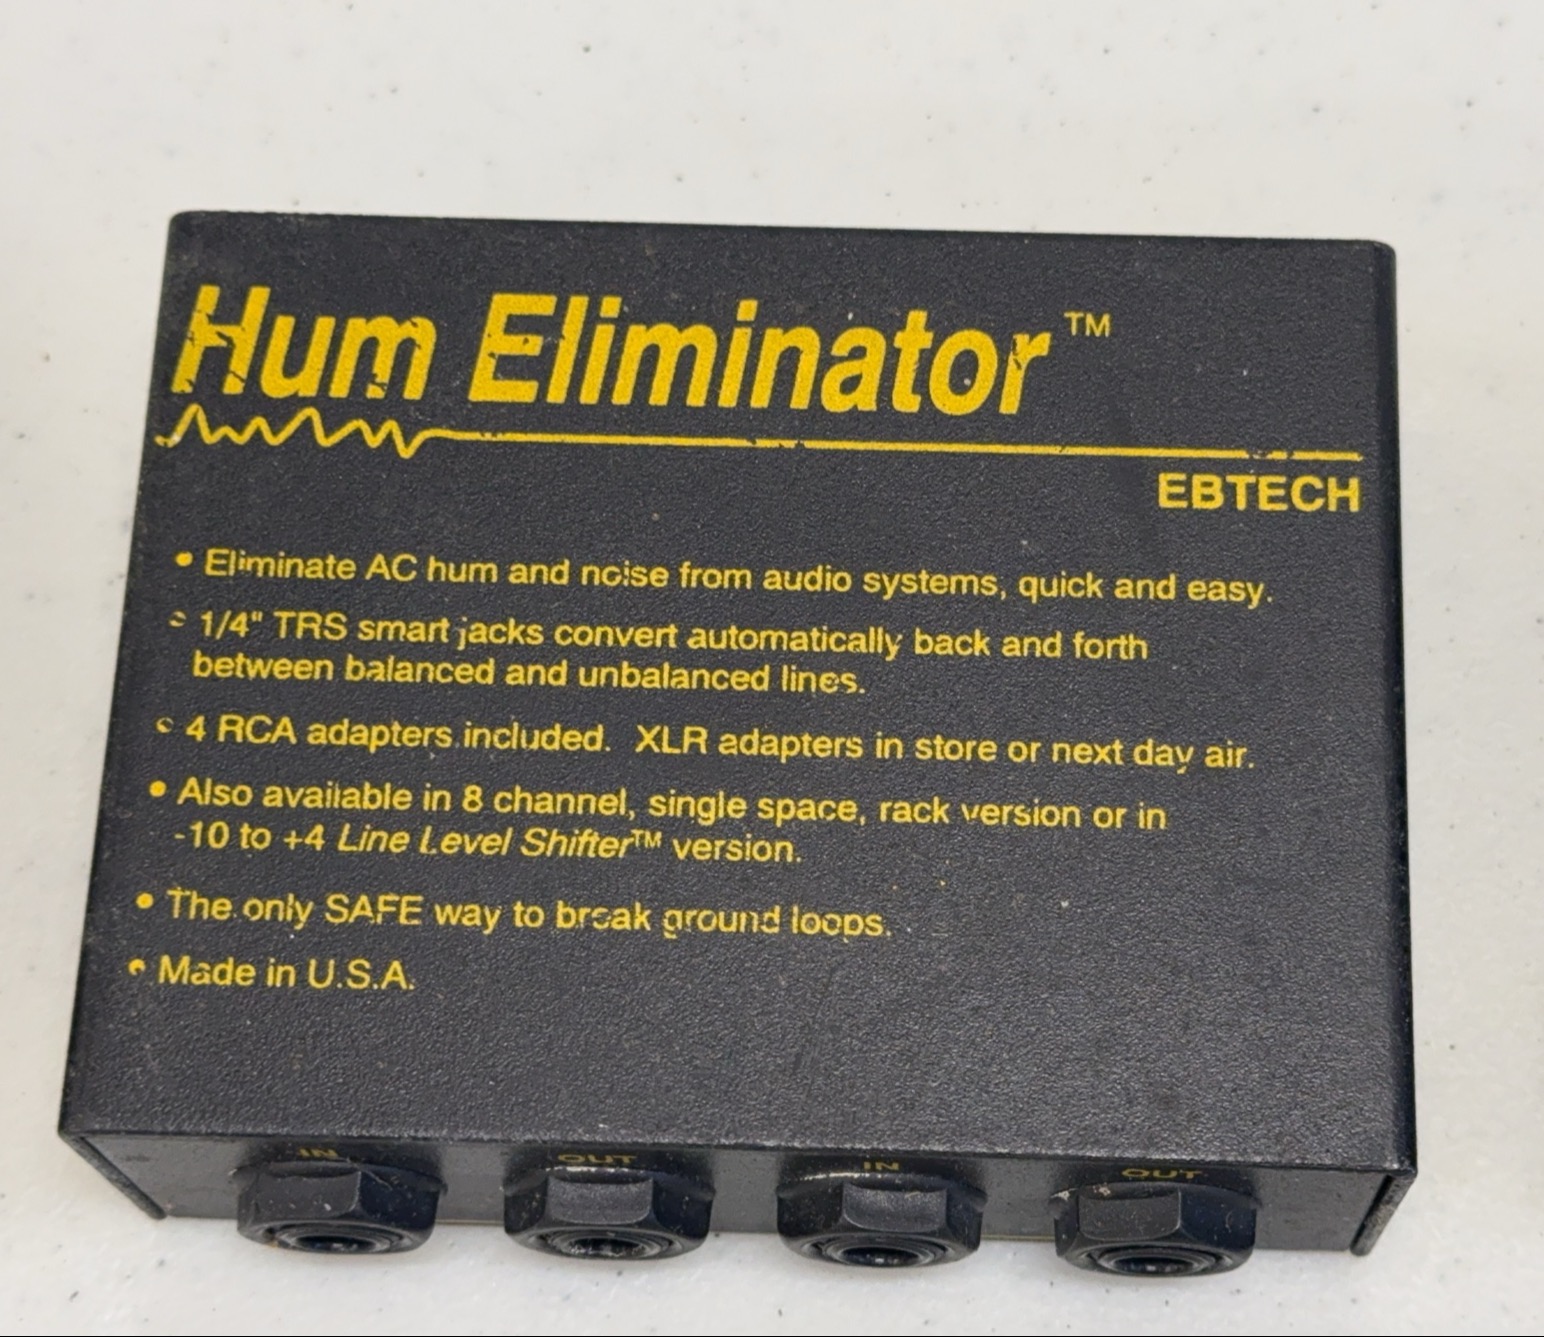 Hum Eliminator™
EBTECH
• Eliminate AC hum and noise from audio systems, quick and easy.
• 1/4" TRS smart jacks convert automatically back and forth
between balanced and unbalanced lines.
• 4 RCA adapters included. XLR adapters in store or next day air.
• Also available in 8 channel, single space, rack version or in
-10 to +4 Line Level Shifter™ version.
• The only SAFE way to break ground loops.
• Made in U.S.A.
IN OUT IN OUT